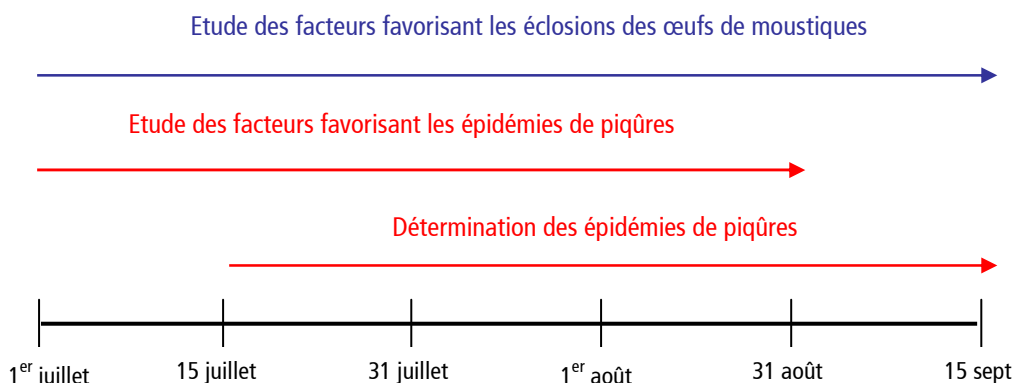 Etude des facteurs favorisant les éclosions des œufs de moustiques
Etude des facteurs favorisant les épidémies de piqûres
Détermination des épidémies de piqûres
1er juillet 15 juillet 31 juillet 1er août 31 août 15 sept